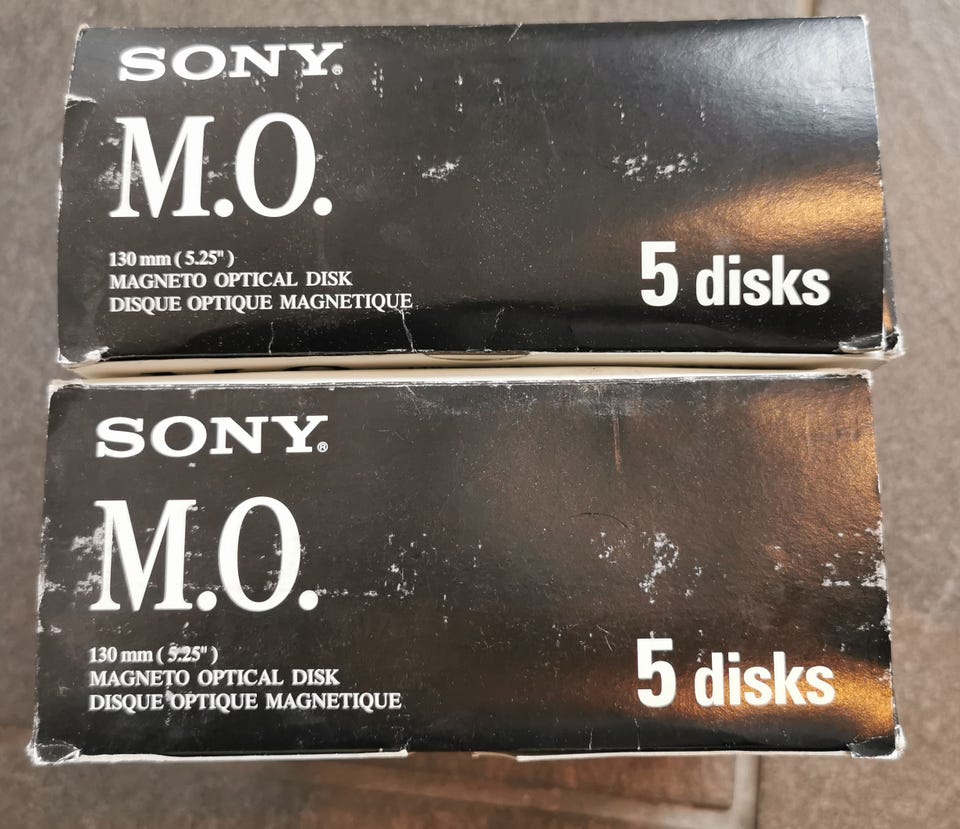 SONY®
M.O.
130 mm ( 5.25" )
MAGNETO OPTICAL DISK
DISQUE OPTIQUE MAGNETIQUE
5 disks
SONY®
M.O.
130 mm ( 5.25" )
MAGNETO OPTICAL DISK
DISQUE OPTIQUE MAGNETIQUE
5 disks